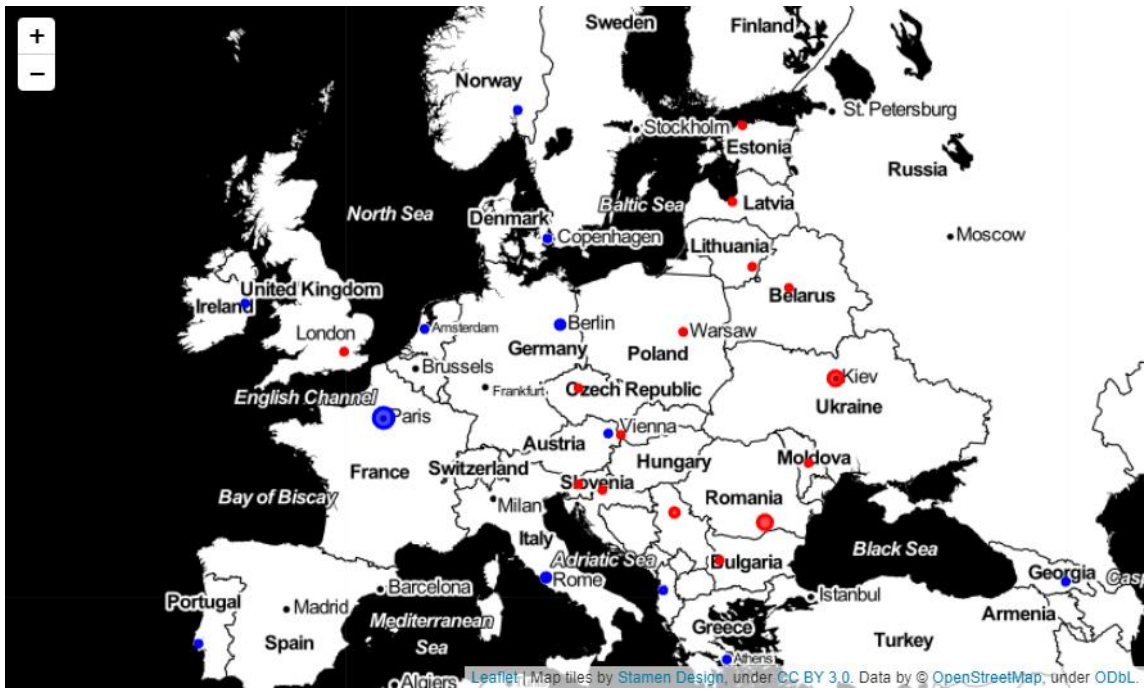 +
−
Sweden
Finland
Norway
St. Petersburg
Stockholm
Estonia
Russia
North Sea
Baltic Sea
Latvia
Denmark
Copenhagen
Moscow
Lithuania
United Kingdom
Belarus
Ireland
London
Amsterdam
Berlin
Warsaw
Germany
Poland
Brussels
Kiev
Frankfurt
Czech Republic
English Channel
Ukraine
Paris
Vienna
Austria
Moldova
Hungary
Switzerland
France
Slovenia
Bay of Biscay
Romania
Milan
Italy
Black Sea
Adriatic Sea
Bulgaria
Georgia
Casp
Rome
Barcelona
Istanbul
Portugal
Madrid
Armenia
Mediterranean
Sea
Greece
Spain
Turkey
Athens
Algiers
Leaflet | Map tiles by Stamen Design, under CC BY 3.0. Data by © OpenStreetMap, under ODbL.